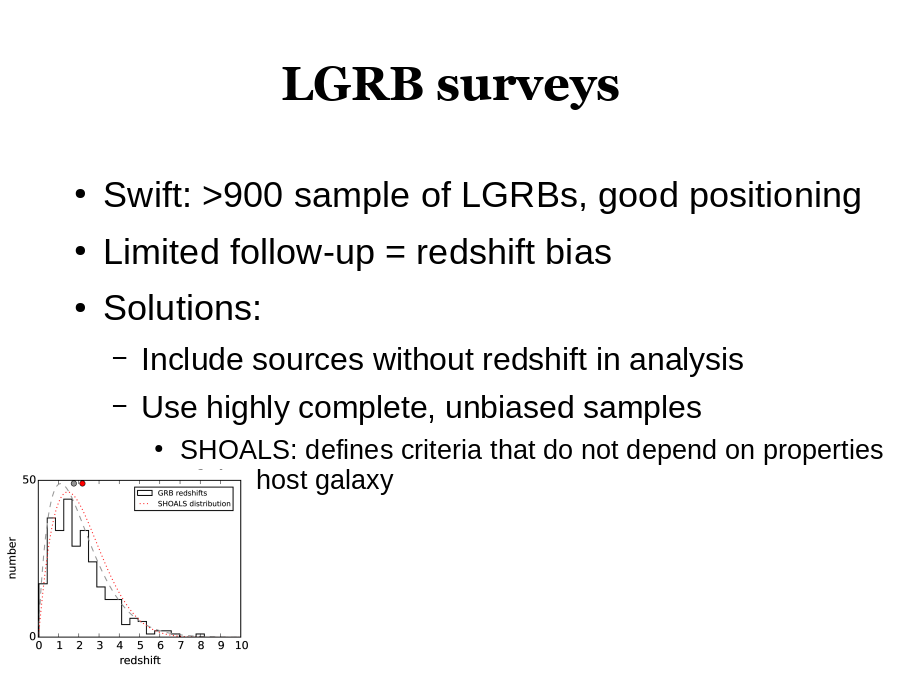 LGRB surveys
• Swift: >900 sample of LGRBs, good positioning
• Limited follow-up = redshift bias
• Solutions:
– Include sources without redshift in analysis
– Use highly complete, unbiased samples
• SHOALS: defines criteria that do not depend on properties
host galaxy
50
GRB redshifts
SHOALS distribution
number
0
0 1 2 3 4 5 6 7 8 9 10
redshift